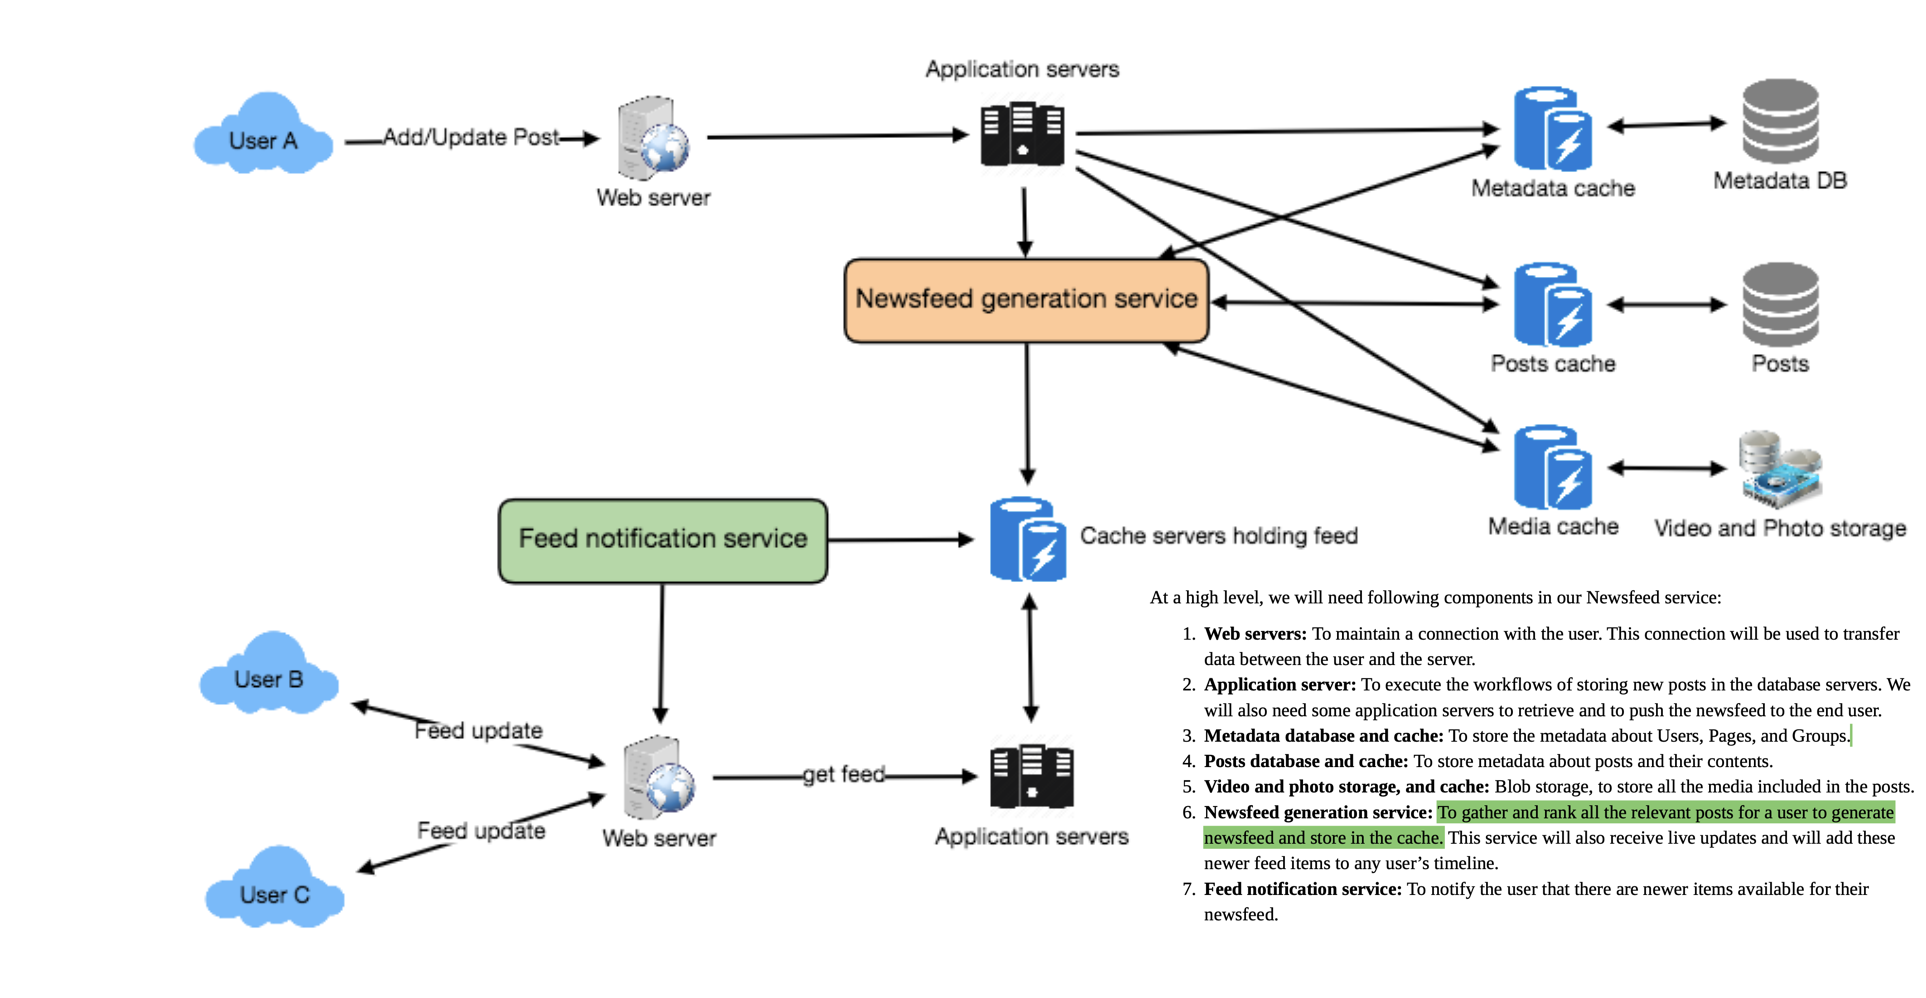 Application servers
User A
Add/Update Post
Web server
Metadata cache
Metadata DB
Newsfeed generation service
Posts cache
Posts
Media cache
Video and Photo storage
Feed notification service
Cache servers holding feed
User B
Feed update
get feed
Feed update
Web server
Application servers
User C
At a high level, we will need following components in our Newsfeed service:
1. Web servers: To maintain a connection with the user. This connection will be used to transfer
data between the user and the server.
2. Application server: To execute the workflows of storing new posts in the database servers. We
will also need some application servers to retrieve and to push the newsfeed to the end user.
3. Metadata database and cache: To store the metadata about Users, Pages, and Groups.
4. Posts database and cache: To store metadata about posts and their contents.
5. Video and photo storage, and cache: Blob storage, to store all the media included in the posts.
6. Newsfeed generation service: To gather and rank all the relevant posts for a user to generate
newsfeed and store in the cache. This service will also receive live updates and will add these
newer feed items to any user’s timeline.
7. Feed notification service: To notify the user that there are newer items available for their
newsfeed.